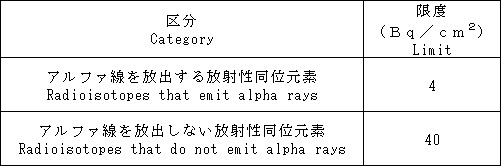 区分
Category
限度
（Ｂｑ／ｃｍ²）
Limit
アルファ線を放出する放射性同位元素
Radioisotopes that emit alpha rays
4
アルファ線を放出しない放射性同位元素
Radioisotopes that do not emit alpha rays
40